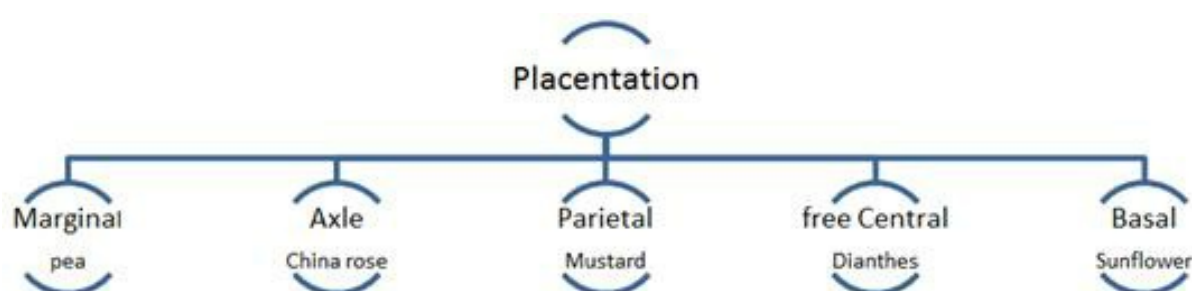 Placentation
Marginal
pea
Axle
China rose
Parietal
Mustard
free Central
Dianthes
Basal
Sunflower